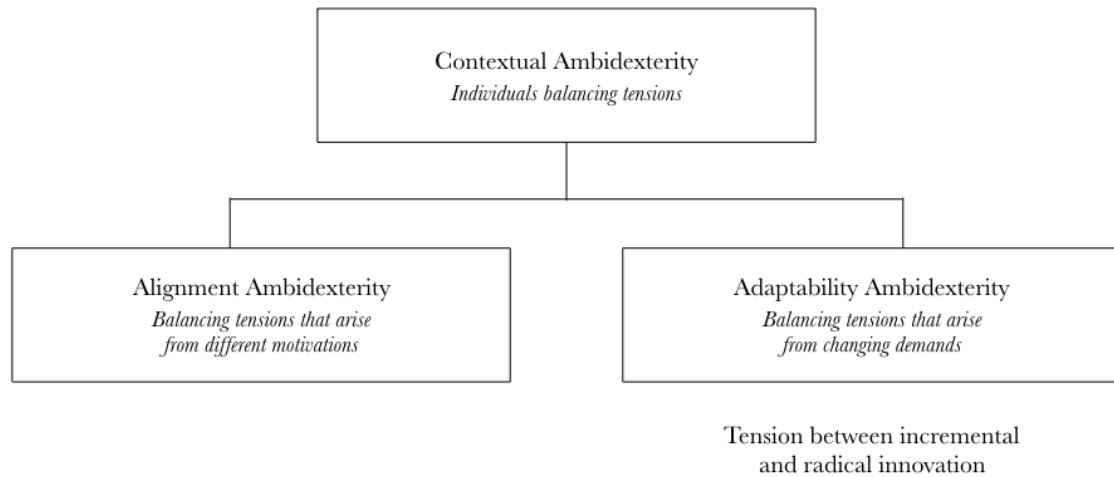 Contextual Ambidexterity
Individuals balancing tensions
Alignment Ambidexterity
Balancing tensions that arise
from different motivations
Adaptability Ambidexterity
Balancing tensions that arise
from changing demands
Tension between incremental
and radical innovation